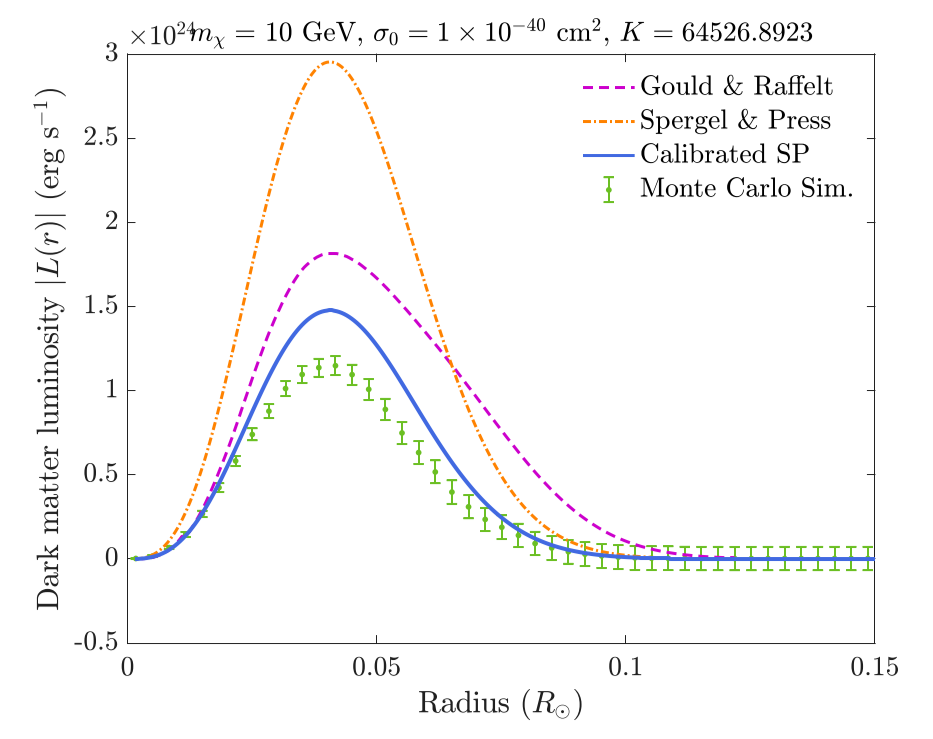 ×10²⁴
m_χ = 10 GeV, σ₀ = 1 × 10⁻⁴⁰ cm², K = 64526.8923
Gould & Raffelt
Spergel & Press
Calibrated SP
Monte Carlo Sim.
Dark matter luminosity |L(r)| (erg s⁻¹)
3
2.5
2
1.5
1
0.5
0
-0.5
0
0.05
0.1
0.15
Radius (R_⊙)